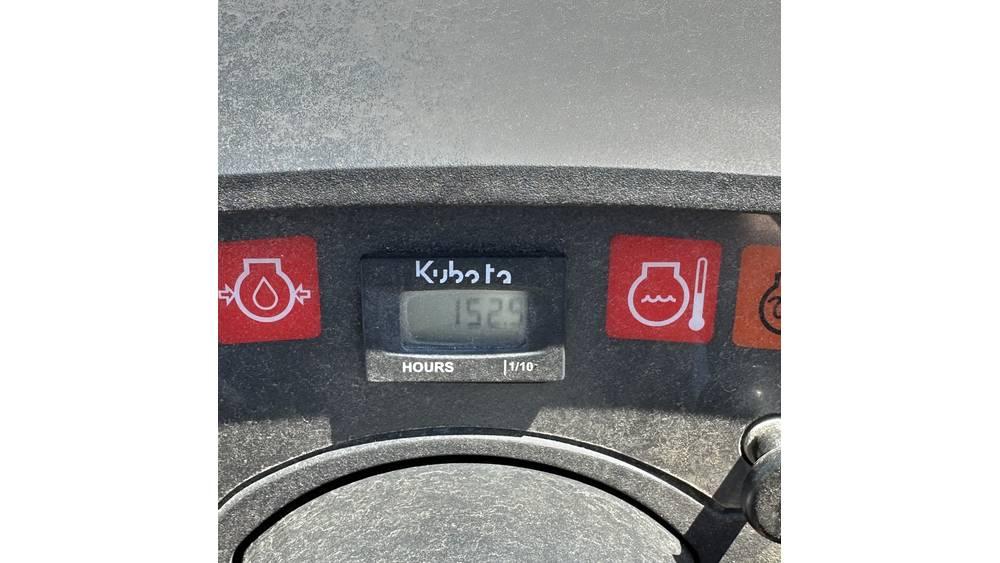 Kubota
152.9
HOURS
1/10